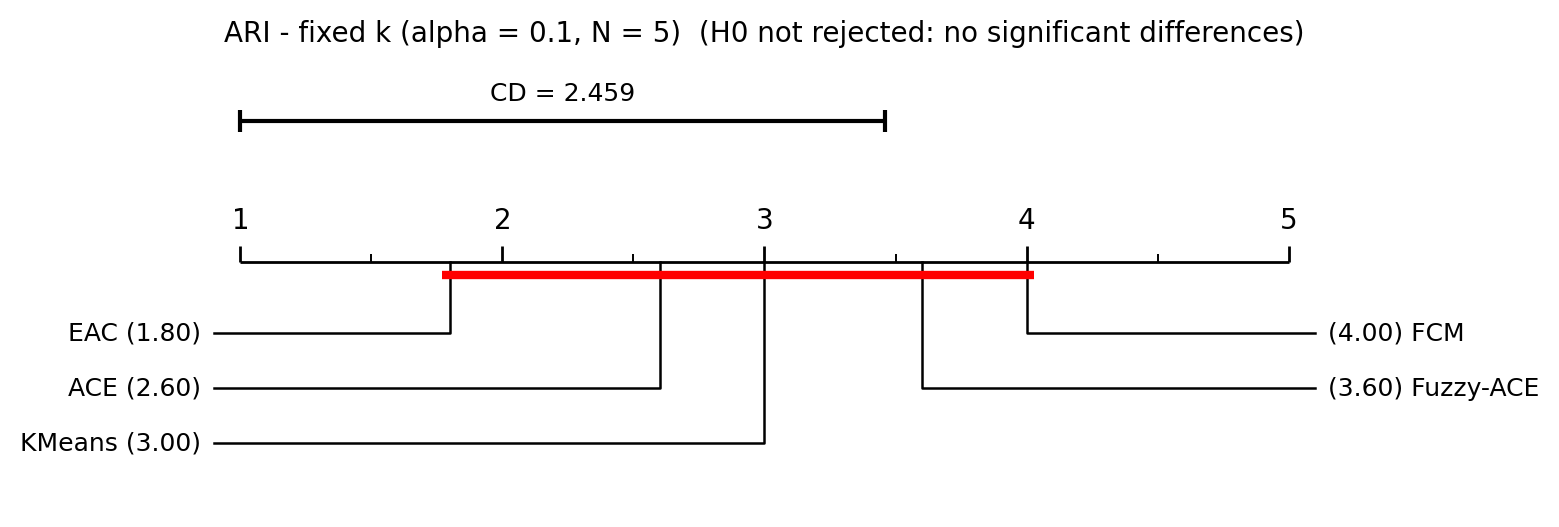 ARI - fixed k (alpha = 0.1, N = 5)  (H0 not rejected: no significant differences)
CD = 2.459
1 2 3 4 5
EAC (1.80)
(4.00) FCM
ACE (2.60)
(3.60) Fuzzy-ACE
KMeans (3.00)